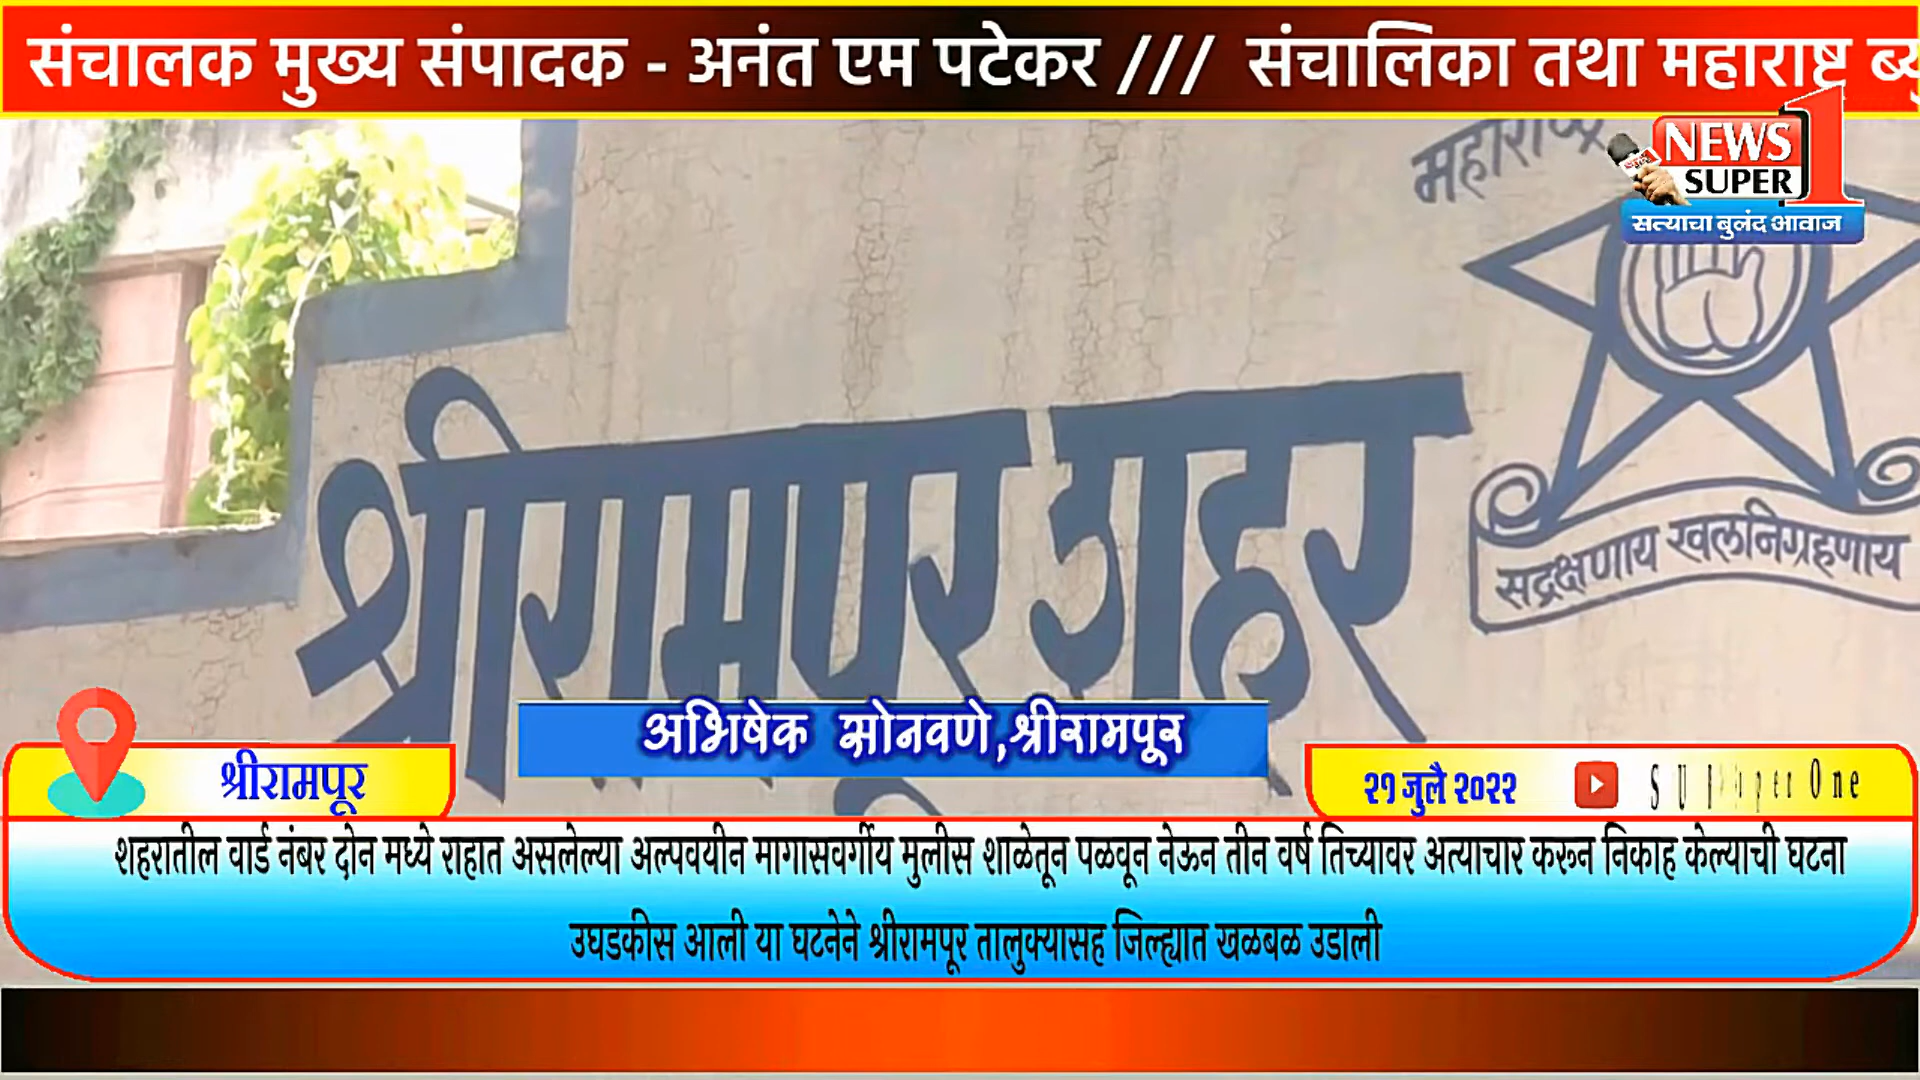 संचालक मुख्य संपादक - अनंत एम पटेकर /// संचालिका तथा महाराष्ट्र
NEWS 1
SUPER
सत्याचा बुलंद आवाज
श्रीरामपूर शहर
सद्रक्षणाय खलनिग्रहणाय
अभिषेक सोनवणे,श्रीरामपूर
श्रीरामपूर
२१ जुलै २०२२
One
शहरातील वार्ड नंबर दोन मध्ये राहात असलेल्या अल्पवयीन मागासवर्गीय मुलीस शाळेतून पळवून नेऊन तीन वर्ष तिच्यावर अत्याचार करून निकाह केल्याची घटना
उघडकीस आली या घटनेने श्रीरामपूर तालुक्यासह जिल्ह्यात खळबळ उडाली